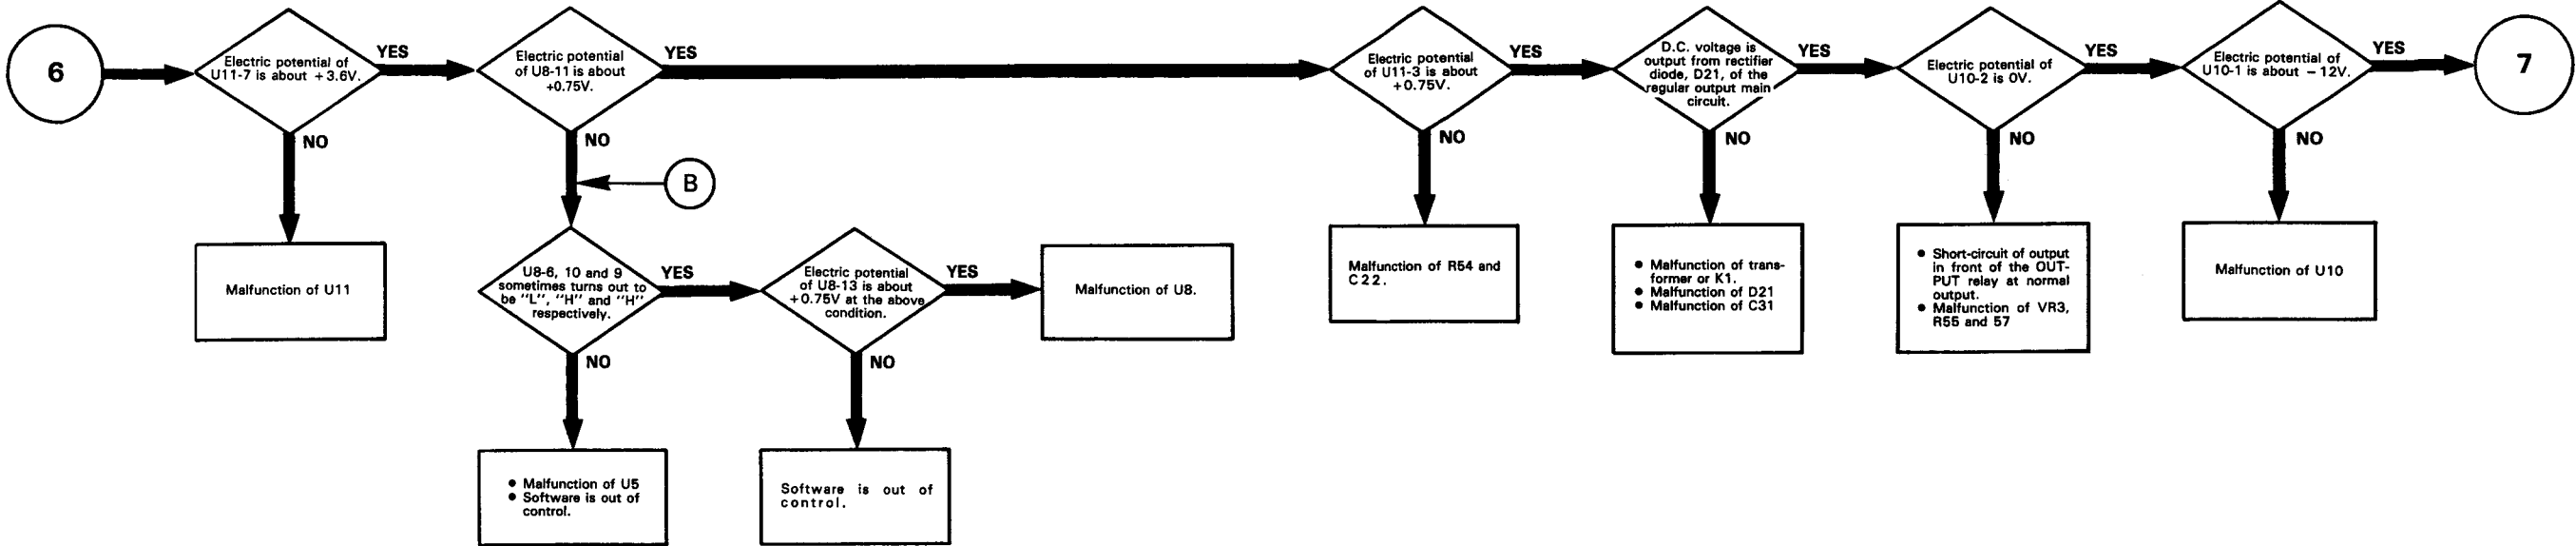 6
Electric potential of
U11-7 is about +3.6V.
YES
NO
Malfunction of U11
Electric potential
of U8-11 is about
+0.75V.
YES
NO
B
U8-6, 10 and 9
sometimes turns out to
be "L", "H" and "H"
respectively.
YES
NO
● Malfunction of U5
● Software is out of
control.
Electric potential
of U8-13 is about
+0.75V at the above
condition.
YES
NO
Software is out of
control.
Malfunction of U8.
Electric potential
of U11-3 is about
+0.75V.
YES
NO
Malfunction of R54 and
C22.
D.C. voltage is
output from rectifier
diode, D21, of the
regular output main
circuit.
YES
NO
● Malfunction of trans-
former or K1.
● Malfunction of D21
● Malfunction of C31
Electric potential of
U10-2 is 0V.
YES
NO
● Short-circuit of output
in front of the OUT-
PUT relay at normal
output.
● Malfunction of VR3,
R55 and 57
Electric potential of
U10-1 is about −12V.
YES
NO
Malfunction of U10
7